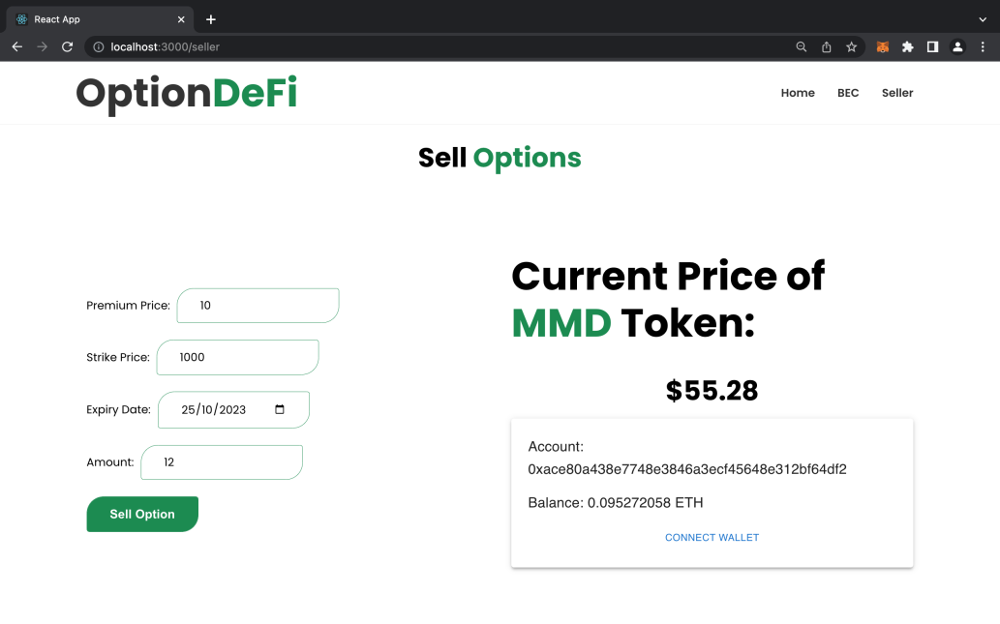 React App
localhost:3000/seller
OptionDeFi
Home BEC Seller
Sell Options
Premium Price: 10
Strike Price: 1000
Expiry Date: 25/10/2023
Amount: 12
Sell Option
Current Price of
MMD Token:
$55.28
Account:
0xace80a438e7748e3846a3ecf45648e312bf64df2
Balance: 0.095272058 ETH
CONNECT WALLET